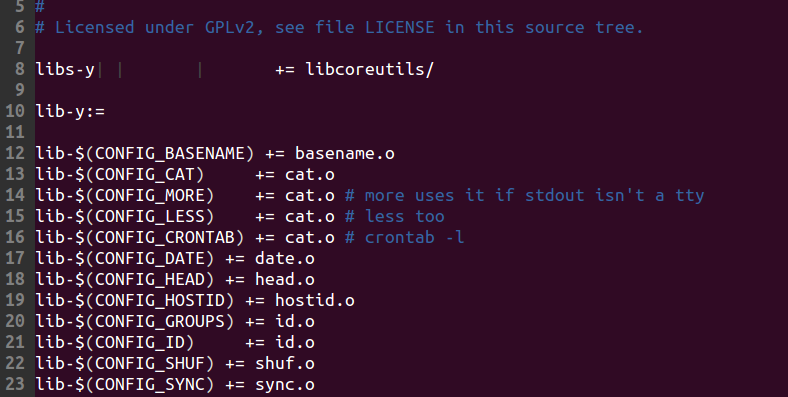 5 #
6 # Licensed under GPLv2, see file LICENSE in this source tree.
7
8 libs-y| |       |       += libcoreutils/
9
10 lib-y:=
11
12 lib-$(CONFIG_BASENAME) += basename.o
13 lib-$(CONFIG_CAT)     += cat.o
14 lib-$(CONFIG_MORE)    += cat.o # more uses it if stdout isn't a tty
15 lib-$(CONFIG_LESS)    += cat.o # less too
16 lib-$(CONFIG_CRONTAB) += cat.o # crontab -l
17 lib-$(CONFIG_DATE) += date.o
18 lib-$(CONFIG_HEAD) += head.o
19 lib-$(CONFIG_HOSTID) += hostid.o
20 lib-$(CONFIG_GROUPS) += id.o
21 lib-$(CONFIG_ID)     += id.o
22 lib-$(CONFIG_SHUF) += shuf.o
23 lib-$(CONFIG_SYNC) += sync.o